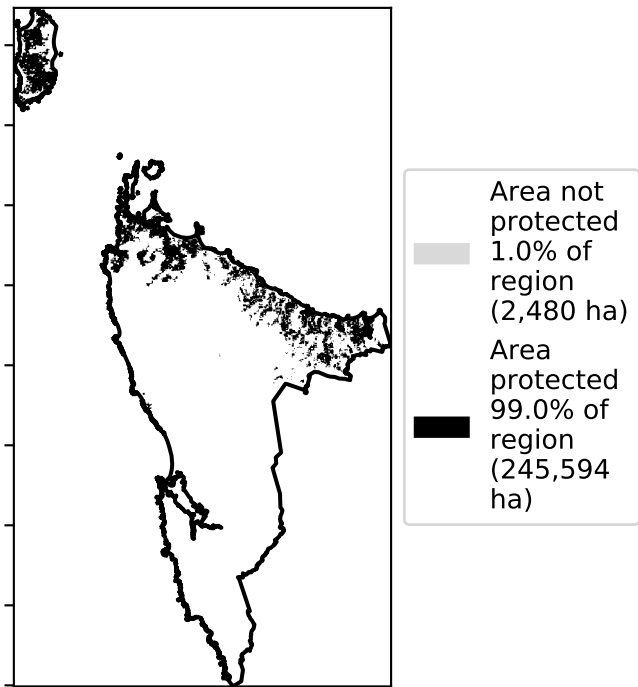 Area not
protected
1.0% of
region
(2,480 ha)
Area
protected
99.0% of
region
(245,594
ha)